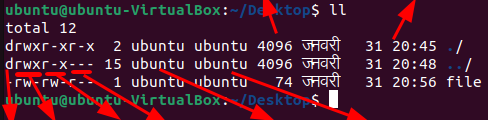 ubuntu@ubuntu-VirtualBox:~/Desktop$ ll
total 12
drwxr-xr-x 2 ubuntu ubuntu 4096 जनवरी 31 20:45 ./
drwxr-x--- 15 ubuntu ubuntu 4096 जनवरी 31 20:48 ../
-rw-rw-r-- 1 ubuntu ubuntu 74 जनवरी 31 20:56 file
ubuntu@ubuntu-VirtualBox:~/Desktop$